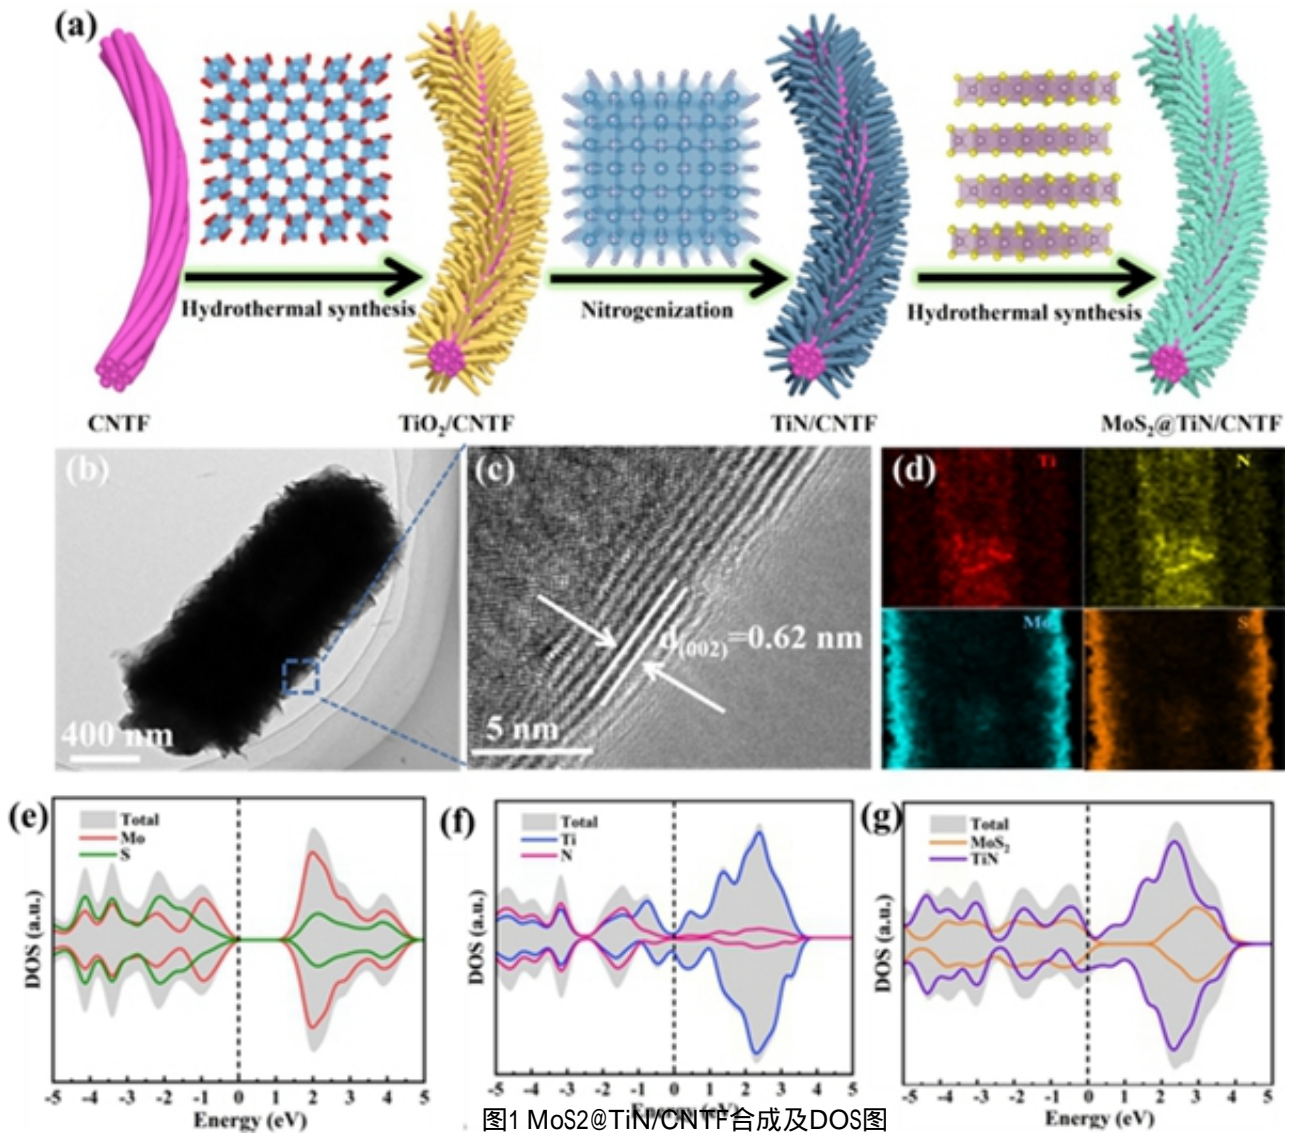 (a)
Hydrothermal synthesis
Nitrogenization
Hydrothermal synthesis
CNTF
TiO₂/CNTF
TiN/CNTF
MoS₂@TiN/CNTF
(b)
400 nm
(c)
d₍₀₀₂₎=0.62 nm
5 nm
(d)
Ti
N
Mo
S
(e)
Total
Mo
S
DOS (a.u.)
-5 -4 -3 -2 -1 0 1 2 3 4 5
Energy (eV)
(f)
Total
Ti
N
-5 -4 -3 -2 -1 0 1 2 3 4 5
Energy (eV)
(g)
Total
MoS₂
TiN
DOS (a.u.)
-5 -4 -3 -2 -1 0 1 2 3 4 5
Energy (eV)
图1 MoS2@TiN/CNTF合成及DOS图